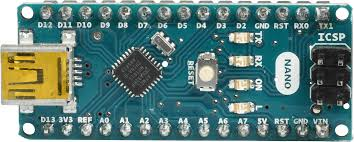 D12 D11 D10 D9 D8 D7 D6 D5 D4 D3 D2 GND RST RX0 TX1
TX
RX
ON
L
RESET
NANO
ICSP
D13 3V3 REF A0 A1 A2 A3 A4 A5 A6 A7 5V RST GND VIN